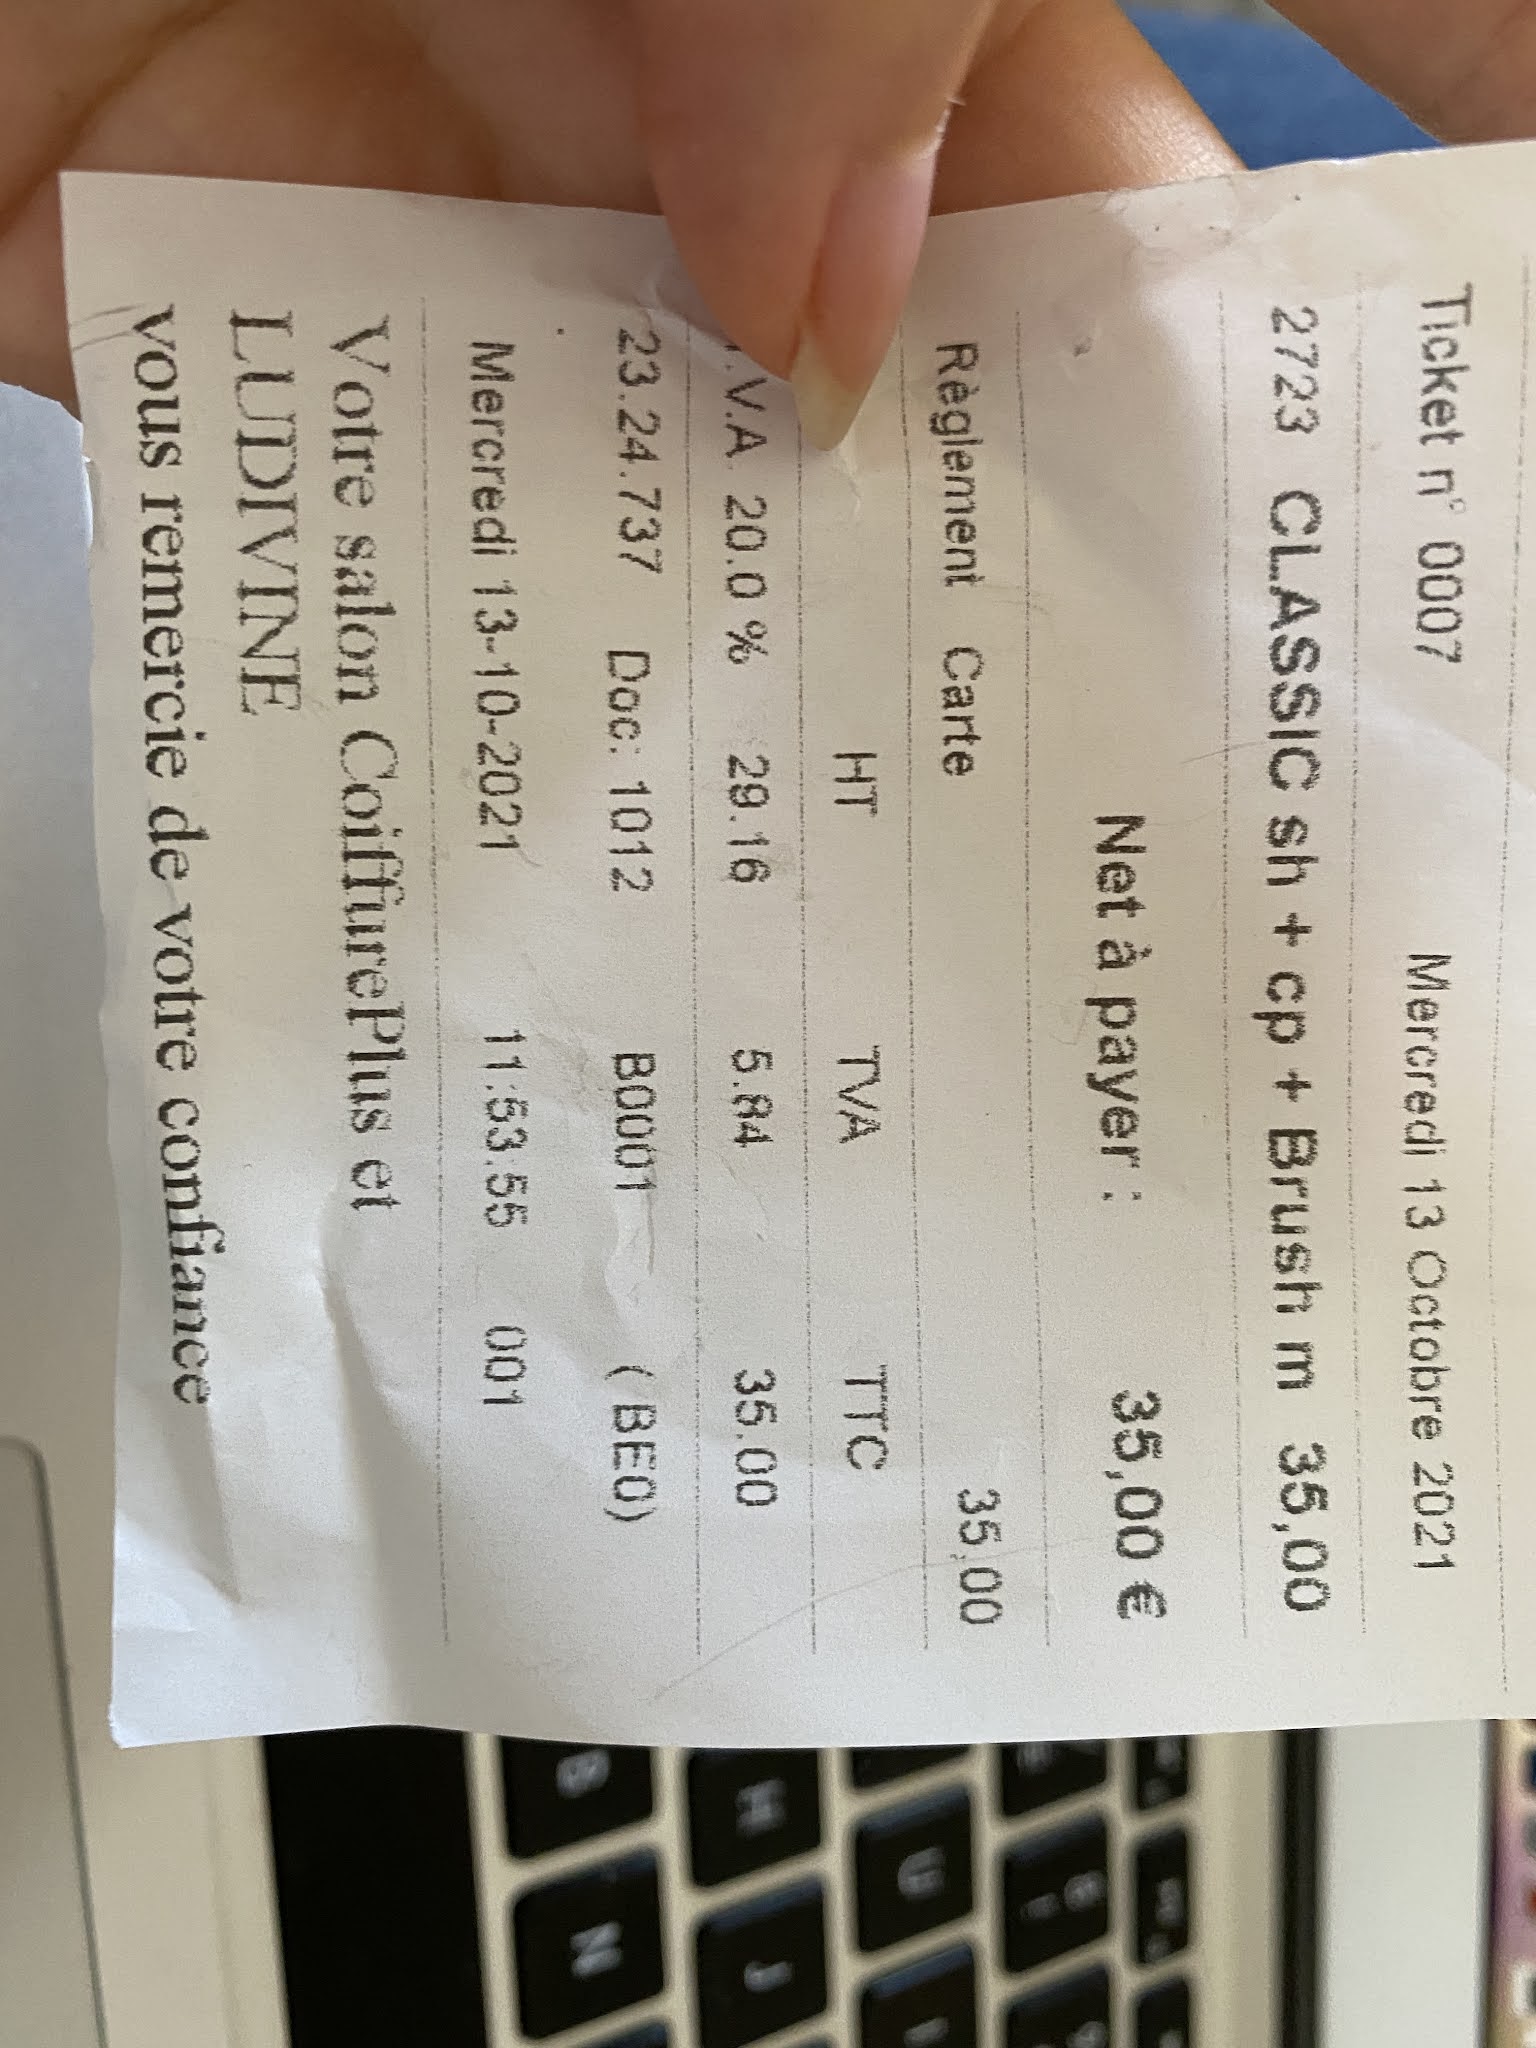 Ticket n° 0007 Mercredi 13 Octobre 2021
2723 CLASSIC sh + cp + Brush m 35,00
Net à payer : 35,00 €
Règlement Carte 35,00
HT TVA TTC
.V.A. 20.0 % 29.16 5.84 35.00
23.24.737 Doc: 1012 B0001 ( BE0)
Mercredi 13-10-2021 11:53:55 001
Votre salon CoiffurePlus et
LUDIVINE
vous remercie de votre confiance
B
H
U
N
J